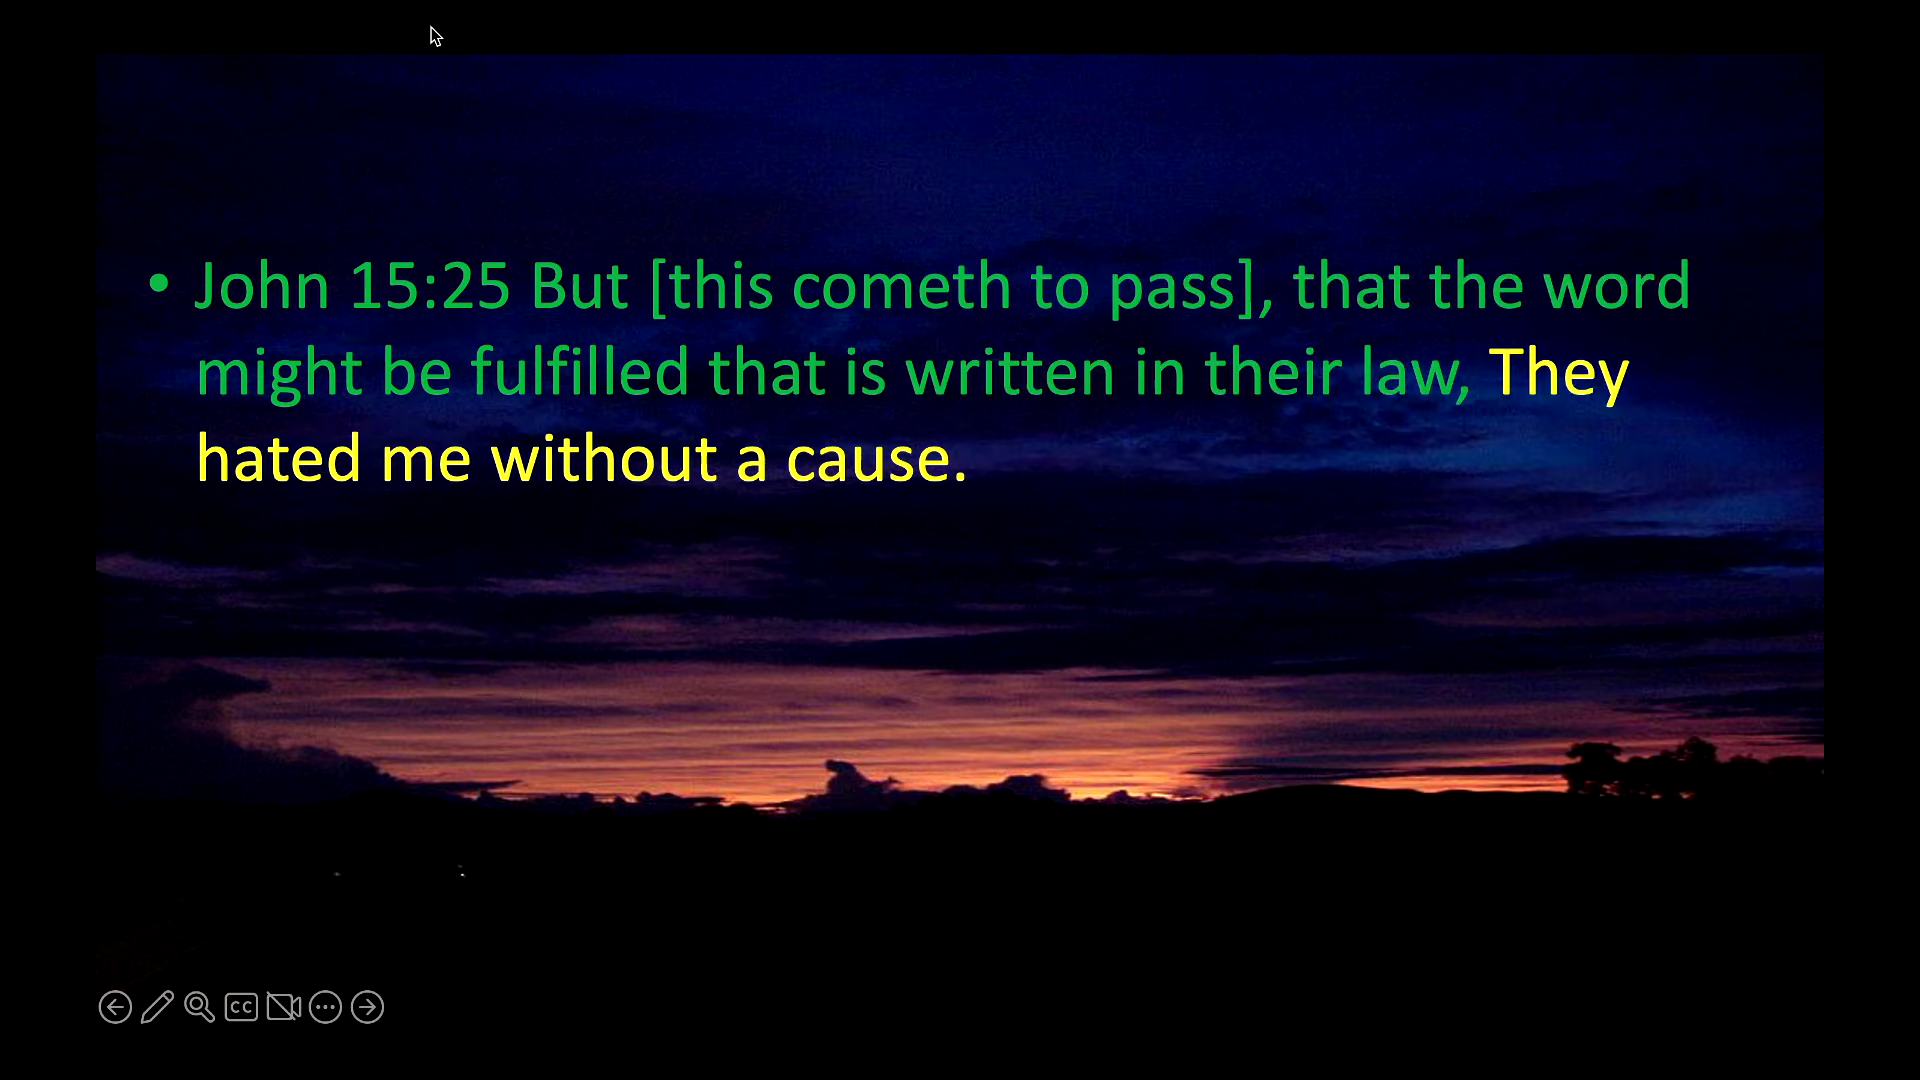 • John 15:25 But [this cometh to pass], that the word
might be fulfilled that is written in their law, They
hated me without a cause.
CC